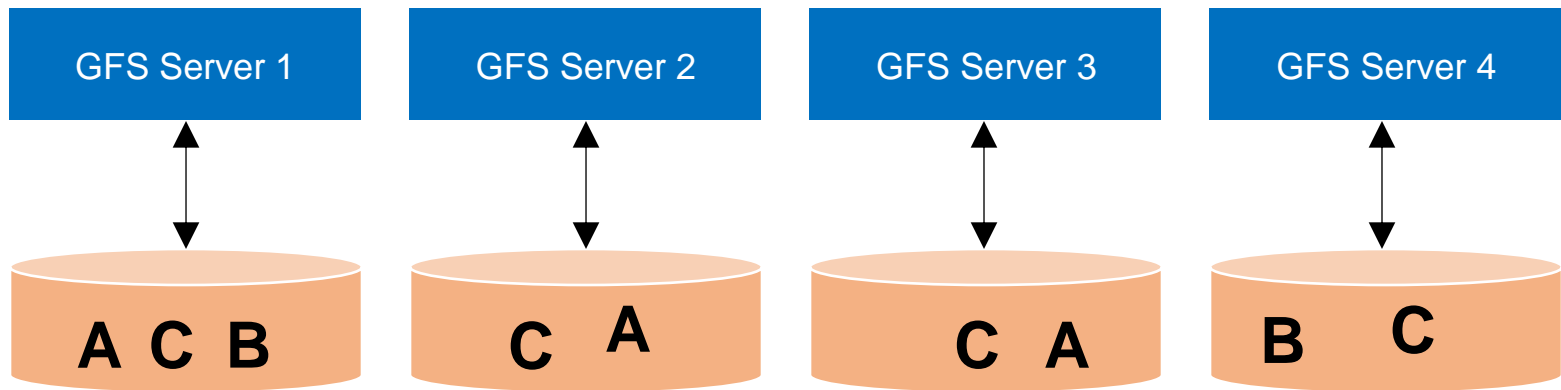 GFS Server 1
GFS Server 2
GFS Server 3
GFS Server 4
A C B
C A
C A
B C